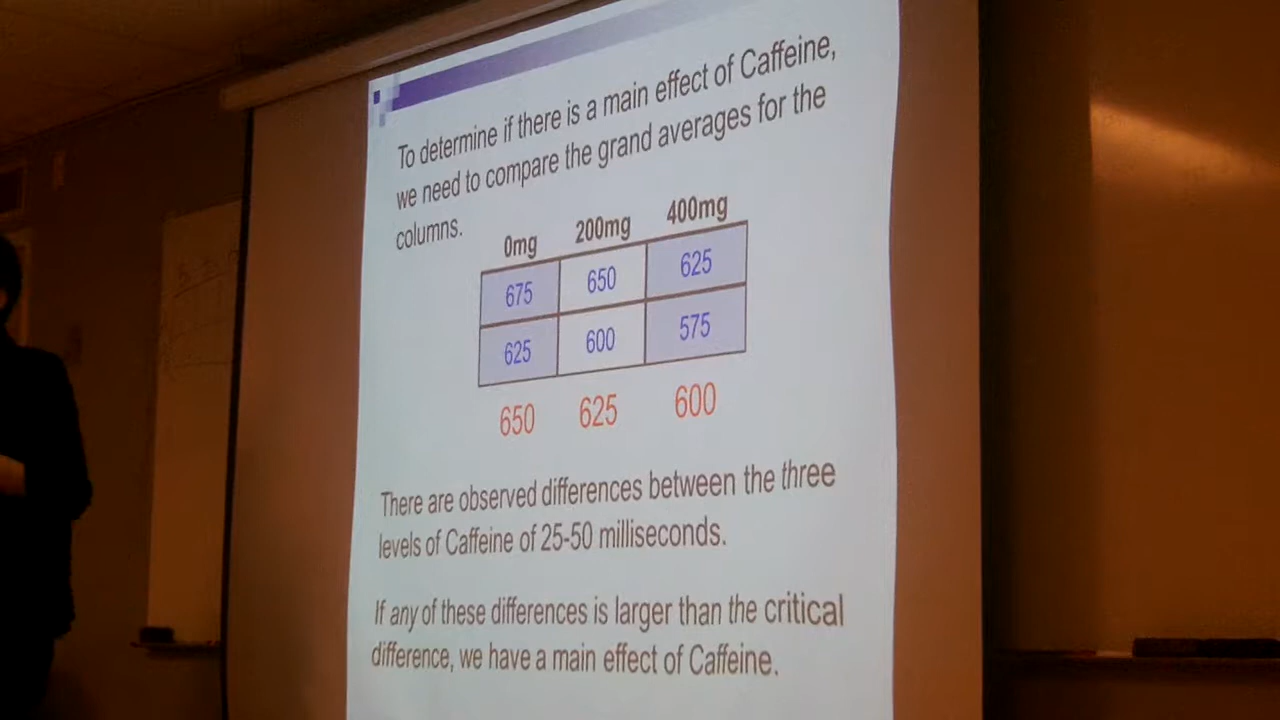 To determine if there is a main effect of Caffeine,
we need to compare the grand averages for the
columns.
0mg 200mg 400mg
675 650 625
625 600 575
650 625 600
There are observed differences between the three
levels of Caffeine of 25-50 milliseconds.
If any of these differences is larger than the critical
difference, we have a main effect of Caffeine.